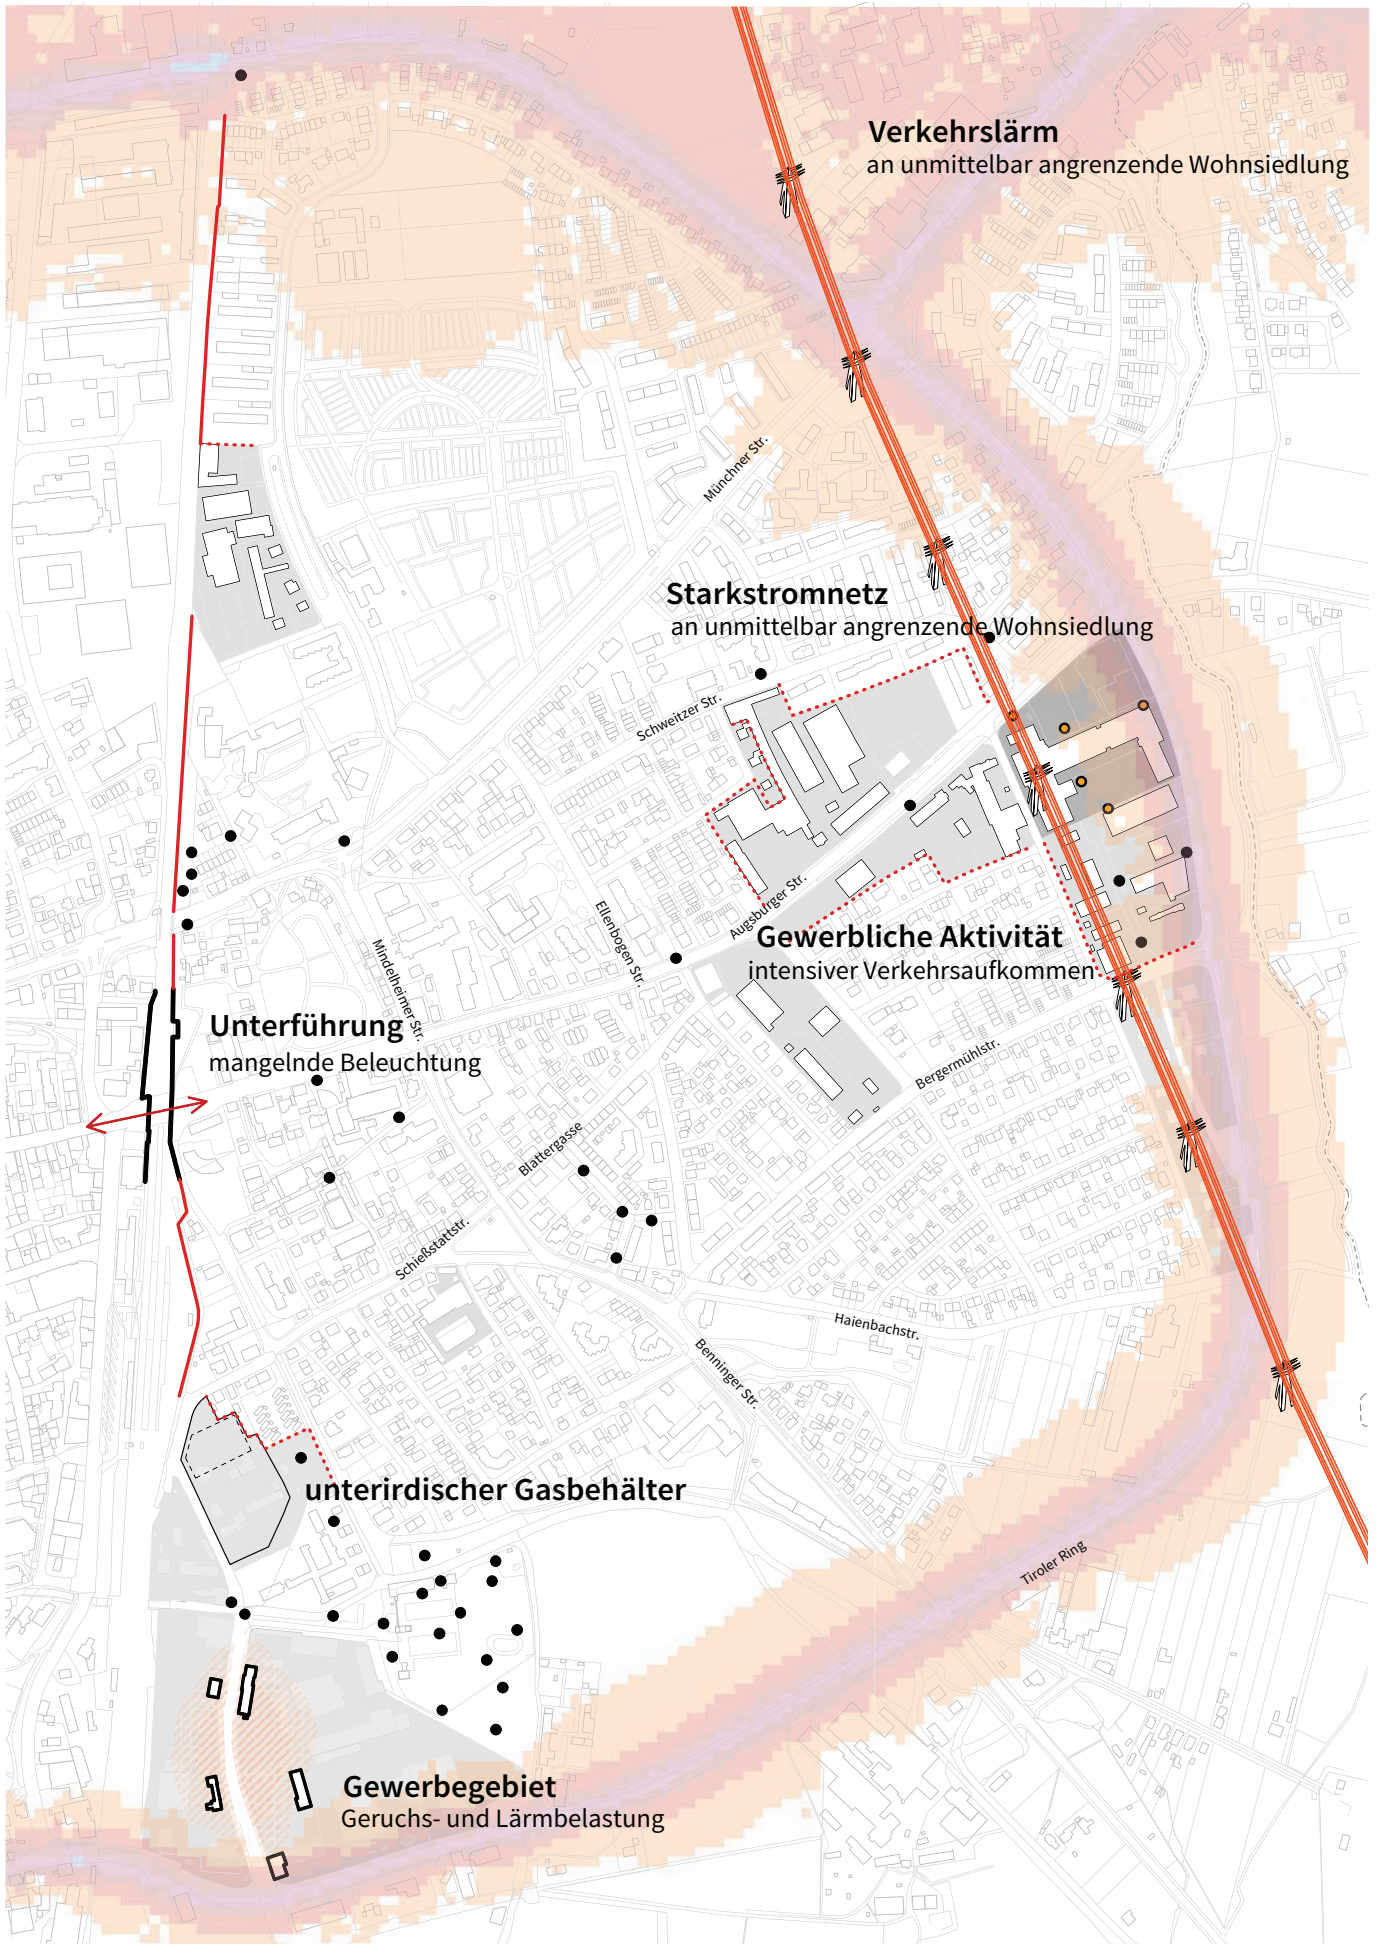 Verkehrslärm
an unmittelbar angrenzende Wohnsiedlung
Münchner Str.
Starkstromnetz
an unmittelbar angrenzende Wohnsiedlung
Schweitzer Str.
Augsburger Str.
Ellenbogen Str.
Gewerbliche Aktivität
intensiver Verkehrsaufkommen
Mindelheimer Str.
Unterführung
mangelnde Beleuchtung
Bergermühlstr.
Blattergasse
Schießstattstr.
Haienbachstr.
Benninger Str.
unterirdischer Gasbehälter
Tiroler Ring
Gewerbegebiet
Geruchs- und Lärmbelastung